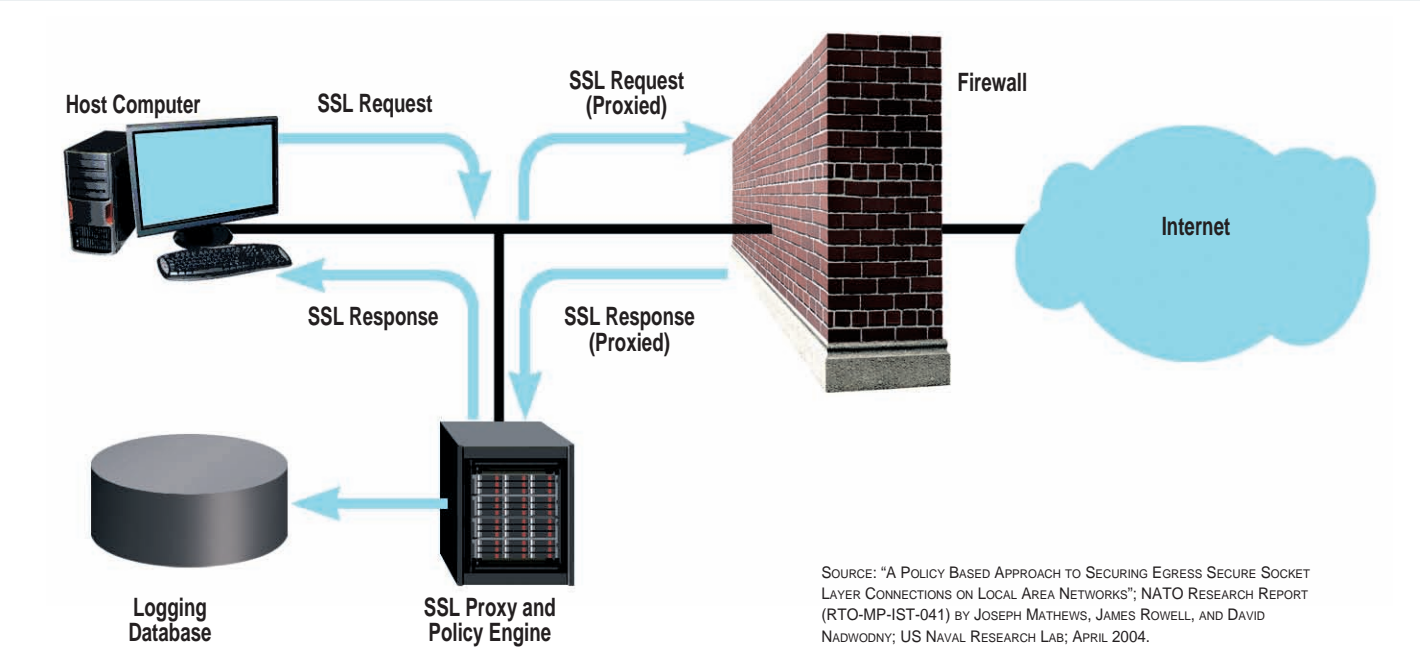 Host Computer
SSL Request
SSL Request
(Proxied)
Firewall
Internet
SSL Response
SSL Response
(Proxied)
Logging
Database
SSL Proxy and
Policy Engine
SOURCE: “A POLICY BASED APPROACH TO SECURING EGRESS SECURE SOCKET
LAYER CONNECTIONS ON LOCAL AREA NETWORKS”; NATO RESEARCH REPORT
(RTO-MP-IST-041) BY JOSEPH MATHEWS, JAMES ROWELL, AND DAVID
NADWODNY; US NAVAL RESEARCH LAB; APRIL 2004.